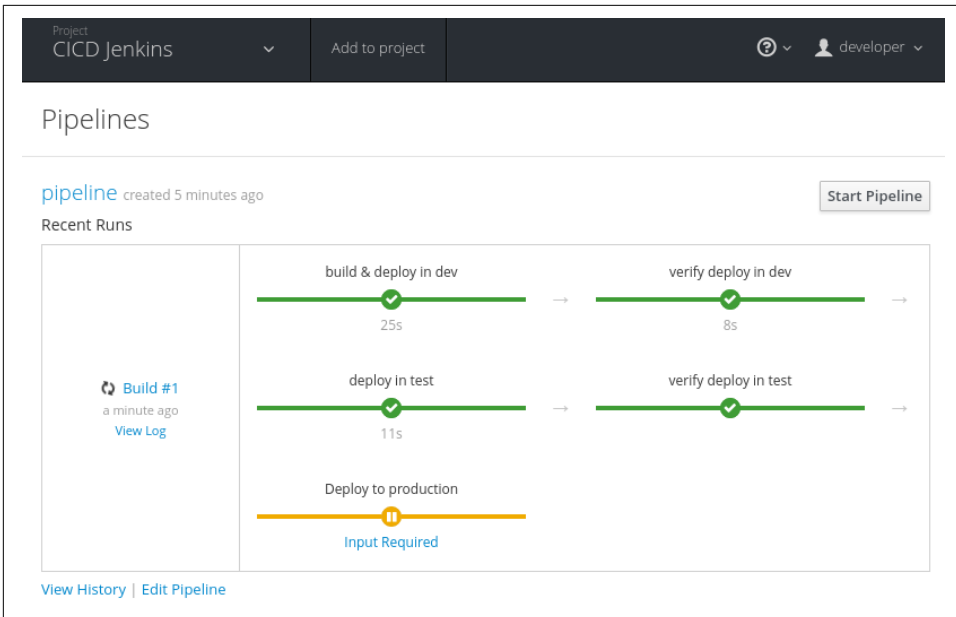 Project
CICD Jenkins
Add to project
developer
Pipelines
pipeline created 5 minutes ago
Start Pipeline
Recent Runs
build & deploy in dev
verify deploy in dev
25s
8s
Build #1
a minute ago
View Log
deploy in test
verify deploy in test
11s
Deploy to production
Input Required
View History | Edit Pipeline